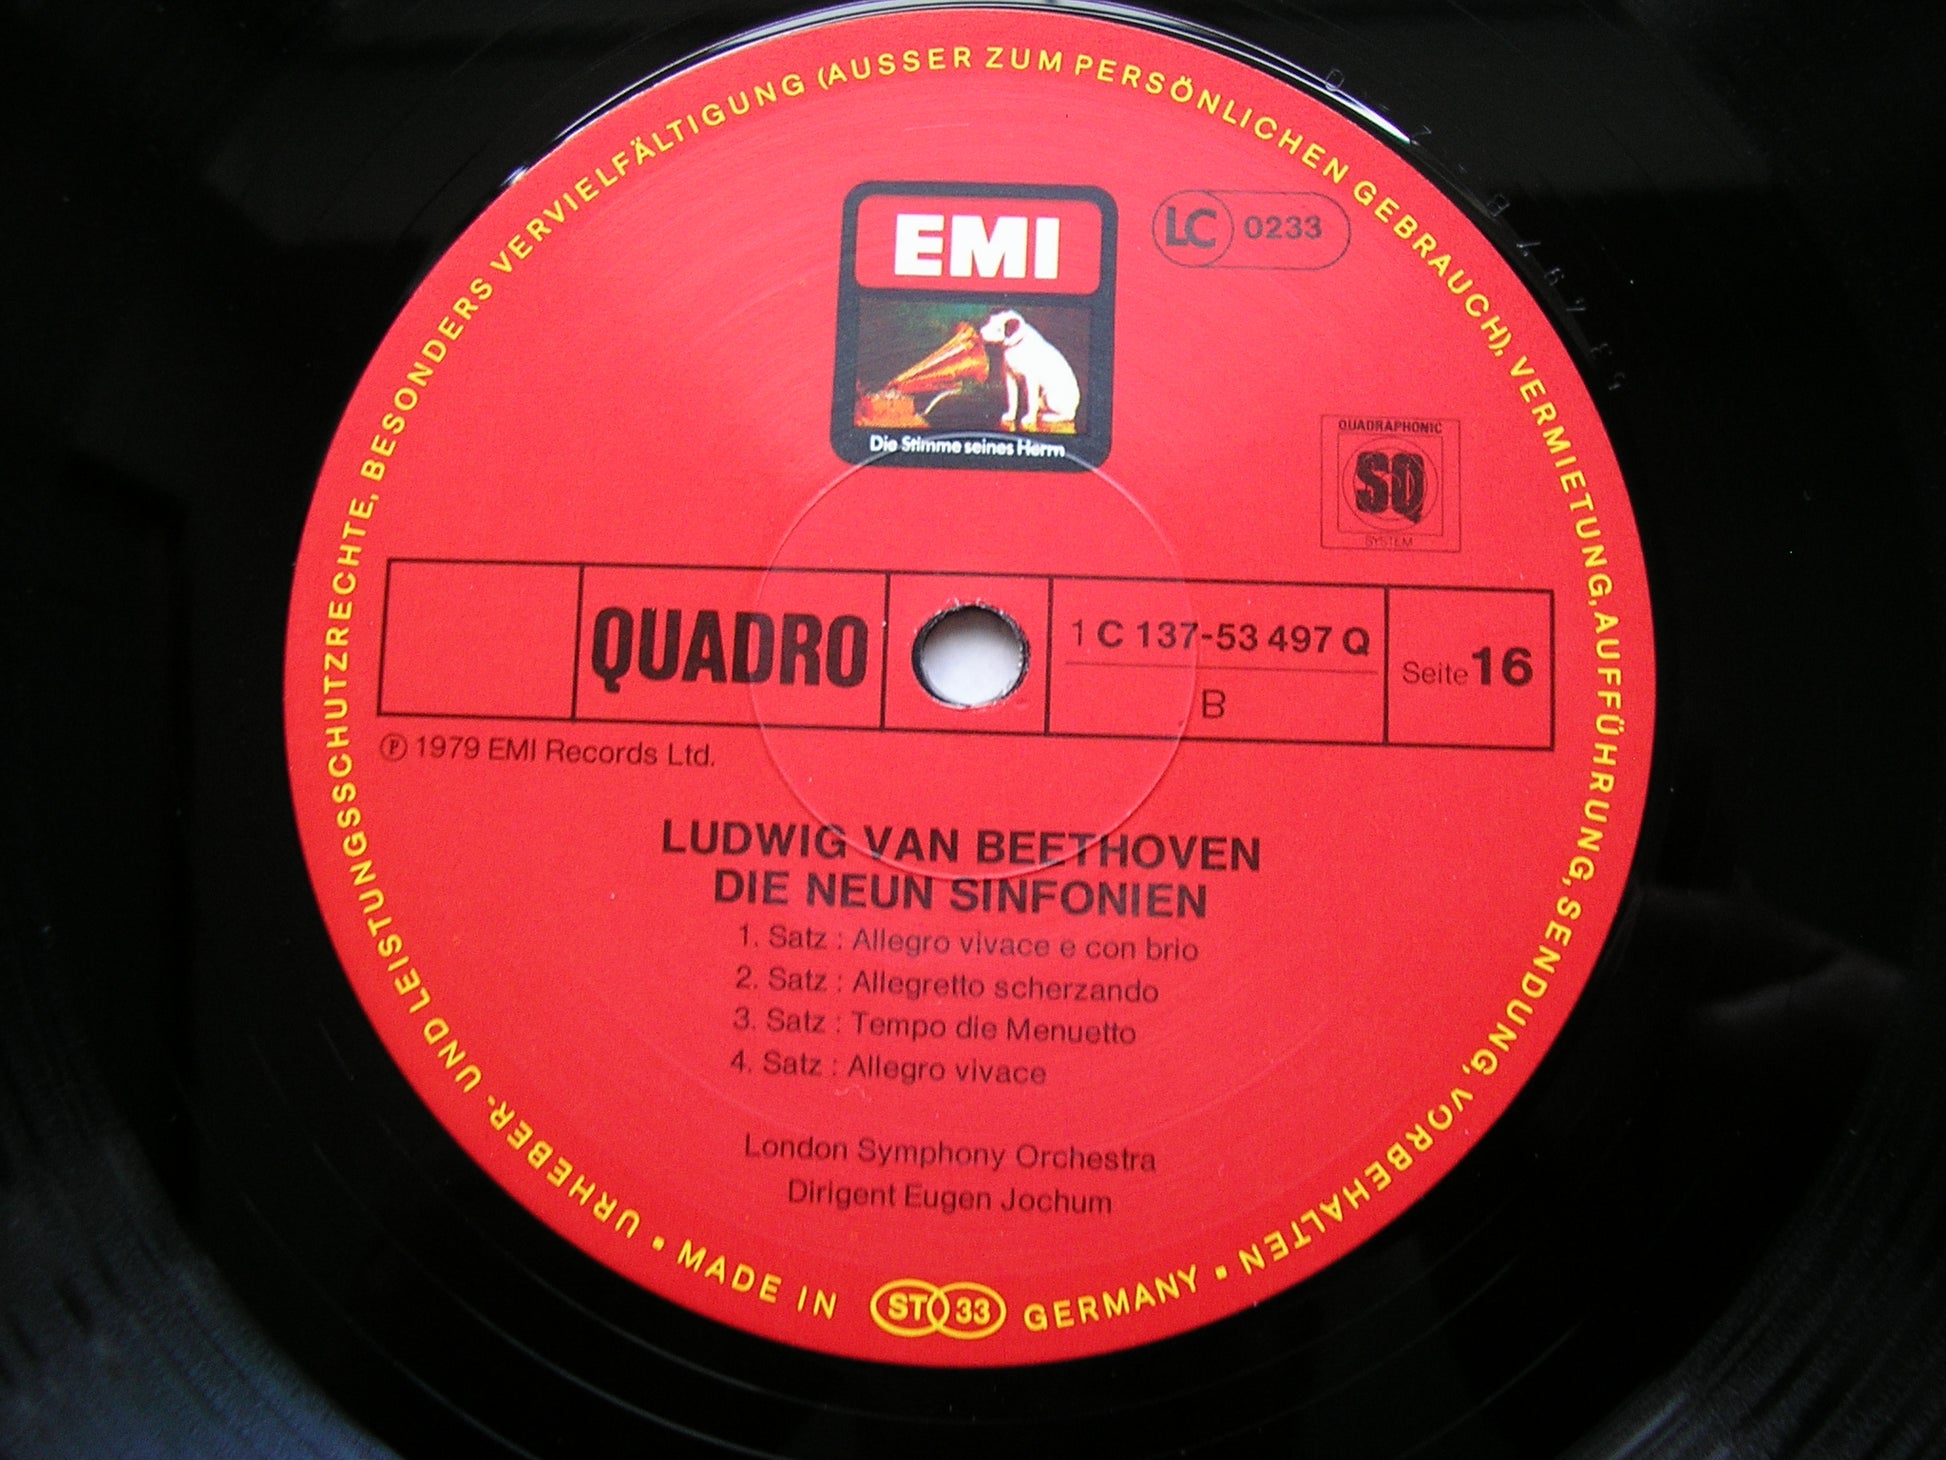 EMI
Die Stimme seines Herrn
LC 0233
QUADRAPHONIC
SQ
SYSTEM
QUADRO
1 C 137-53 497 Q
B
Seite 16
Ⓟ 1979 EMI Records Ltd.
LUDWIG VAN BEETHOVEN
DIE NEUN SINFONIEN
1. Satz : Allegro vivace e con brio
2. Satz : Allegretto scherzando
3. Satz : Tempo die Menuetto
4. Satz : Allegro vivace
London Symphony Orchestra
Dirigent Eugen Jochum
URHEBER- UND LEISTUNGSSCHUTZRECHTE, BESONDERS VERVIELFÄLTIGUNG (AUSSER ZUM PERSÖNLICHEN GEBRAUCH), VERMIETUNG, AUFFÜHRUNG, SENDUNG, VORBEHALTEN ▪ MADE IN ST 33 GERMANY ▪